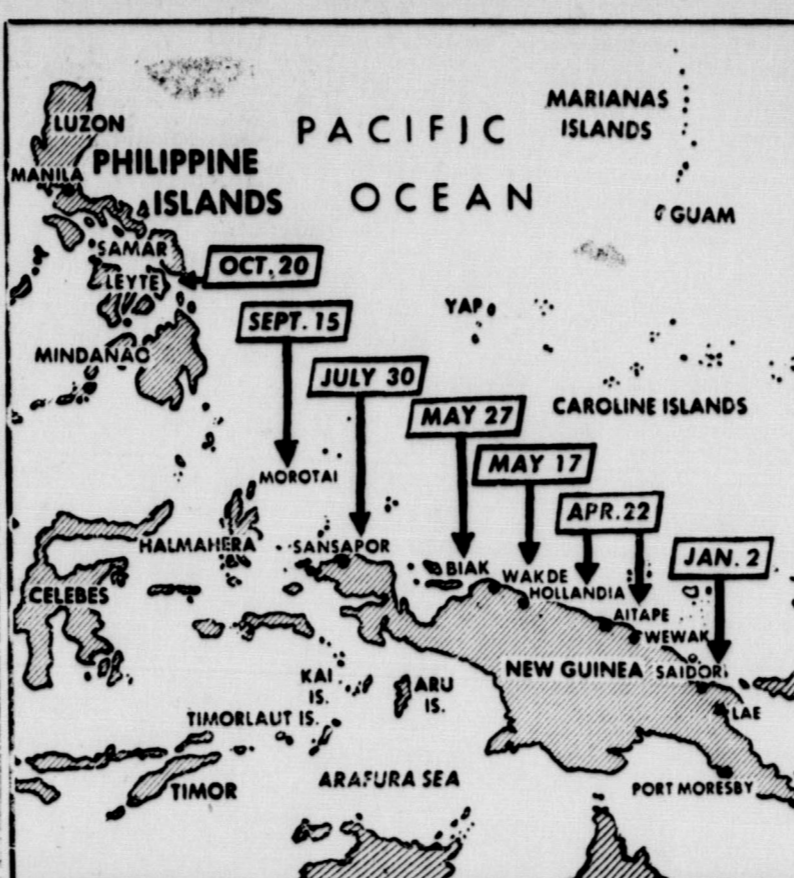 LUZON
MANILA
PHILIPPINE
ISLANDS
PACIFIC
OCEAN
MARIANAS
ISLANDS
GUAM
SAMAR
LEYTE
OCT. 20
SEPT. 15
YAP
MINDANAO
JULY 30
CAROLINE ISLANDS
MAY 27
MAY 17
MOROTAI
APR. 22
HALMAHERA
SANSAPOR
JAN. 2
BIAK
WAKDE
HOLLANDIA
CELEBES
AITAPE
WEWAK
NEW GUINEA
SAIDOR
KAI
IS.
ARU
IS.
TIMORLAUT IS.
LAE
TIMOR
ARAFURA SEA
PORT MORESBY